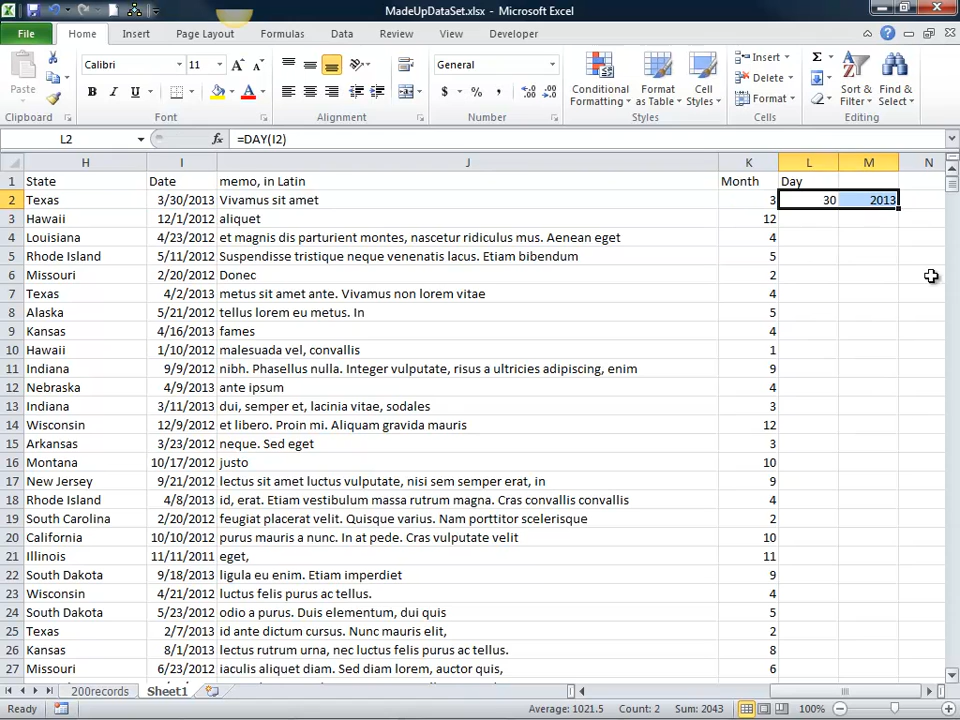 MadeUpDataSet.xlsx - Microsoft Excel
File Home Insert Page Layout Formulas Data Review View Developer
Calibri 11 General Insert
Delete
Format
Paste B I U $ % , Conditional Formatting Format as Table Cell Styles Sort & Filter Find & Select
Clipboard Font Alignment Number Styles Cells Editing
L2 fx =DAY(I2)
H I J K L M N
1 State Date memo, in Latin Month Day
2 Texas 3/30/2013 Vivamus sit amet 3 30 2013
3 Hawaii 12/1/2012 aliquet 12
4 Louisiana 4/23/2012 et magnis dis parturient montes, nascetur ridiculus mus. Aenean eget 4
5 Rhode Island 5/11/2012 Suspendisse tristique neque venenatis lacus. Etiam bibendum 5
6 Missouri 2/20/2012 Donec 2
7 Texas 4/2/2013 metus sit amet ante. Vivamus non lorem vitae 4
8 Alaska 5/21/2012 tellus lorem eu metus. In 5
9 Kansas 4/16/2013 fames 4
10 Hawaii 1/10/2012 malesuada vel, convallis 1
11 Indiana 9/9/2012 nibh. Phasellus nulla. Integer vulputate, risus a ultricies adipiscing, enim 9
12 Nebraska 4/9/2013 ante ipsum 4
13 Indiana 3/11/2013 dui, semper et, lacinia vitae, sodales 3
14 Wisconsin 12/9/2012 et libero. Proin mi. Aliquam gravida mauris 12
15 Arkansas 3/23/2012 neque. Sed eget 3
16 Montana 10/17/2012 justo 10
17 New Jersey 9/21/2012 lectus sit amet luctus vulputate, nisi sem semper erat, in 9
18 Rhode Island 4/8/2013 id, erat. Etiam vestibulum massa rutrum magna. Cras convallis convallis 4
19 South Carolina 2/20/2012 feugiat placerat velit. Quisque varius. Nam porttitor scelerisque 2
20 California 10/10/2012 purus mauris a nunc. In at pede. Cras vulputate velit 10
21 Illinois 11/11/2011 eget, 11
22 South Dakota 9/18/2013 ligula eu enim. Etiam imperdiet 9
23 Wisconsin 4/21/2012 luctus felis purus ac tellus. 4
24 South Dakota 5/23/2012 odio a purus. Duis elementum, dui quis 5
25 Texas 2/7/2013 id ante dictum cursus. Nunc mauris elit, 2
26 Kansas 8/1/2013 lectus rutrum urna, nec luctus felis purus ac tellus. 8
27 Missouri 6/23/2012 iaculis aliquet diam. Sed diam lorem, auctor quis, 6
200records Sheet1
Ready Average: 1021.5 Count: 2 Sum: 2043 100%